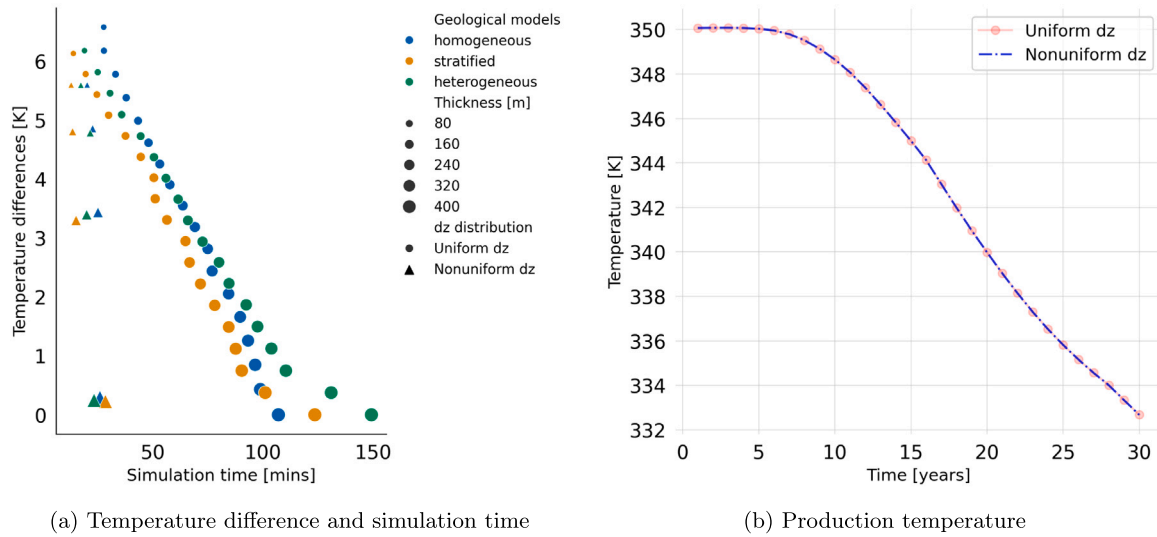 Geological models
homogeneous
stratified
heterogeneous
Thickness [m]
80
160
240
320
400
dz distribution
Uniform dz
Nonuniform dz
Temperature differences [K]
6
5
4
3
2
1
0
50
100
150
Simulation time [mins]
(a) Temperature difference and simulation time
Uniform dz
Nonuniform dz
Temperature [K]
350
348
346
344
342
340
338
336
334
332
0
5
10
15
20
25
30
Time [years]
(b) Production temperature